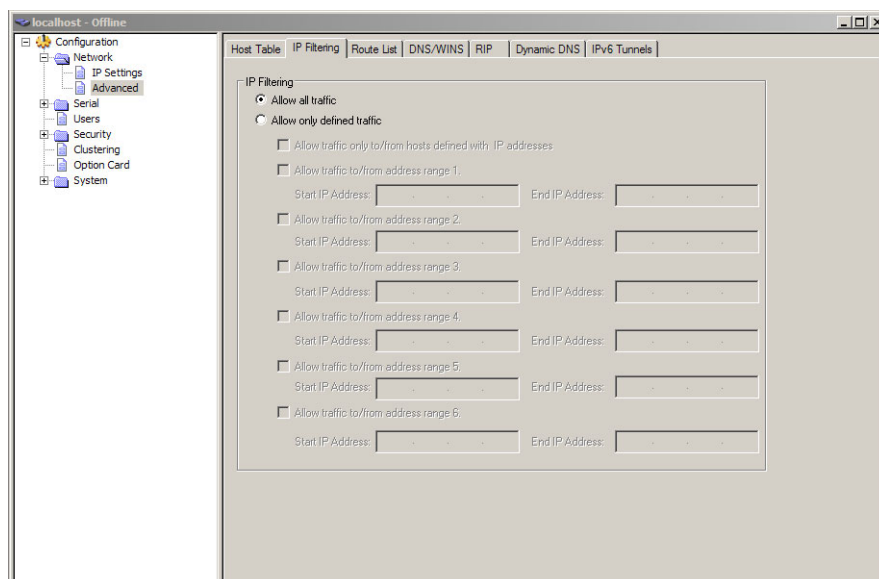 localhost - Offline
Configuration
Network
IP Settings
Advanced
Serial
Users
Security
Clustering
Option Card
System
Host Table IP Filtering Route List DNS/WINS RIP Dynamic DNS IPv6 Tunnels
IP Filtering
Allow all traffic
Allow only defined traffic
Allow traffic only to/from hosts defined with IP addresses
Allow traffic to/from address range 1.
Start IP Address: . . . End IP Address: . . .
Allow traffic to/from address range 2.
Start IP Address: . . . End IP Address: . . .
Allow traffic to/from address range 3.
Start IP Address: . . . End IP Address: . . .
Allow traffic to/from address range 4.
Start IP Address: . . . End IP Address: . . .
Allow traffic to/from address range 5.
Start IP Address: . . . End IP Address: . . .
Allow traffic to/from address range 6.
Start IP Address: . . . End IP Address: . . .